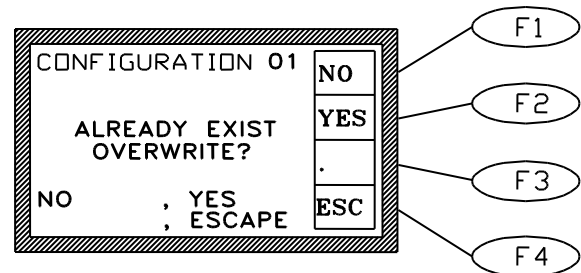 CONFIGURATION 01
ALREADY EXIST
OVERWRITE?
NO , YES
, ESCAPE
NO
YES
.
ESC
F1
F2
F3
F4